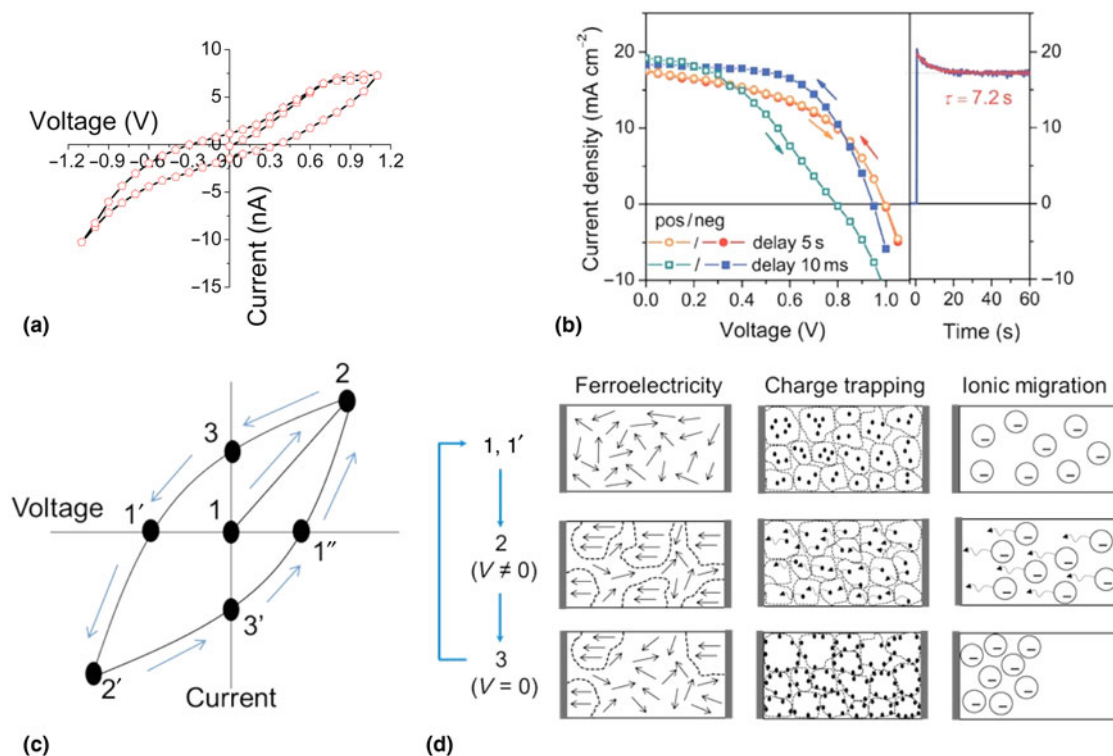 Voltage (V)
Current (nA)
15
10
5
0
−5
−10
−15
−1.2 −0.9 −0.6 −0.3 0.0 0.3 0.6 0.9 1.2
(a)
Current density (mA cm⁻²)
20
10
0
−10
pos/neg
/ delay 5 s
/ delay 10 ms
0.0 0.2 0.4 0.6 0.8 1.0
Voltage (V)
τ = 7.2 s
20
10
0
−10
0 20 40 60
Time (s)
(b)
2
3
Voltage
1′
1
1″
3'
2′
Current
(c)
Ferroelectricity Charge trapping Ionic migration
1, 1′
2
(V ≠ 0)
3
(V = 0)
− − − − − − −
− − − − − − −
− − − − − − − −
(d)